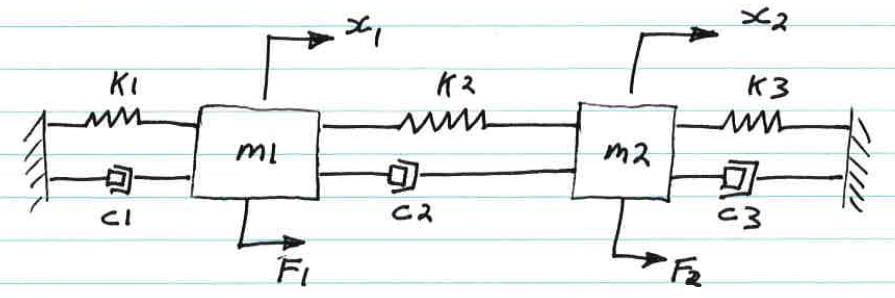 x1 x2
K1 K2 K3
m1 m2
C1 C2 C3
F1 F2